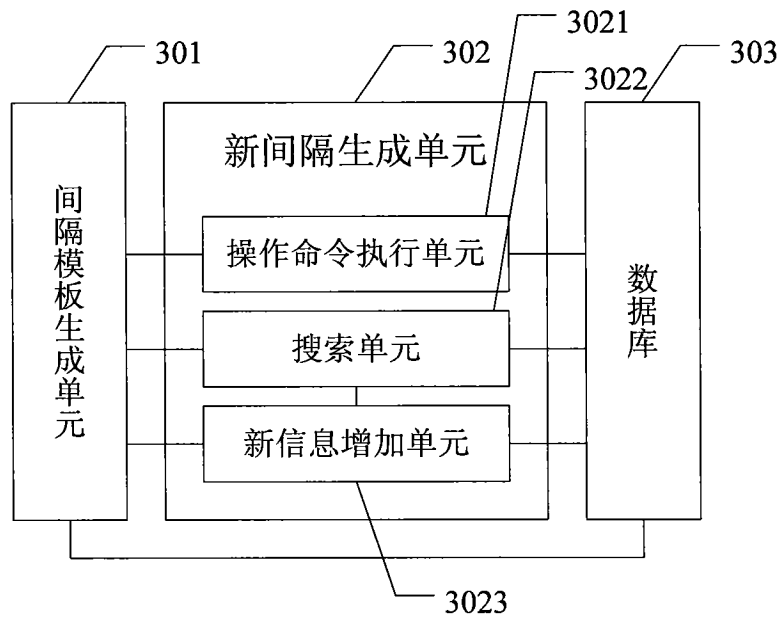 301
302
3021
3022
303
间隔模板生成单元
新间隔生成单元
操作命令执行单元
搜索单元
新信息增加单元
数据库
3023